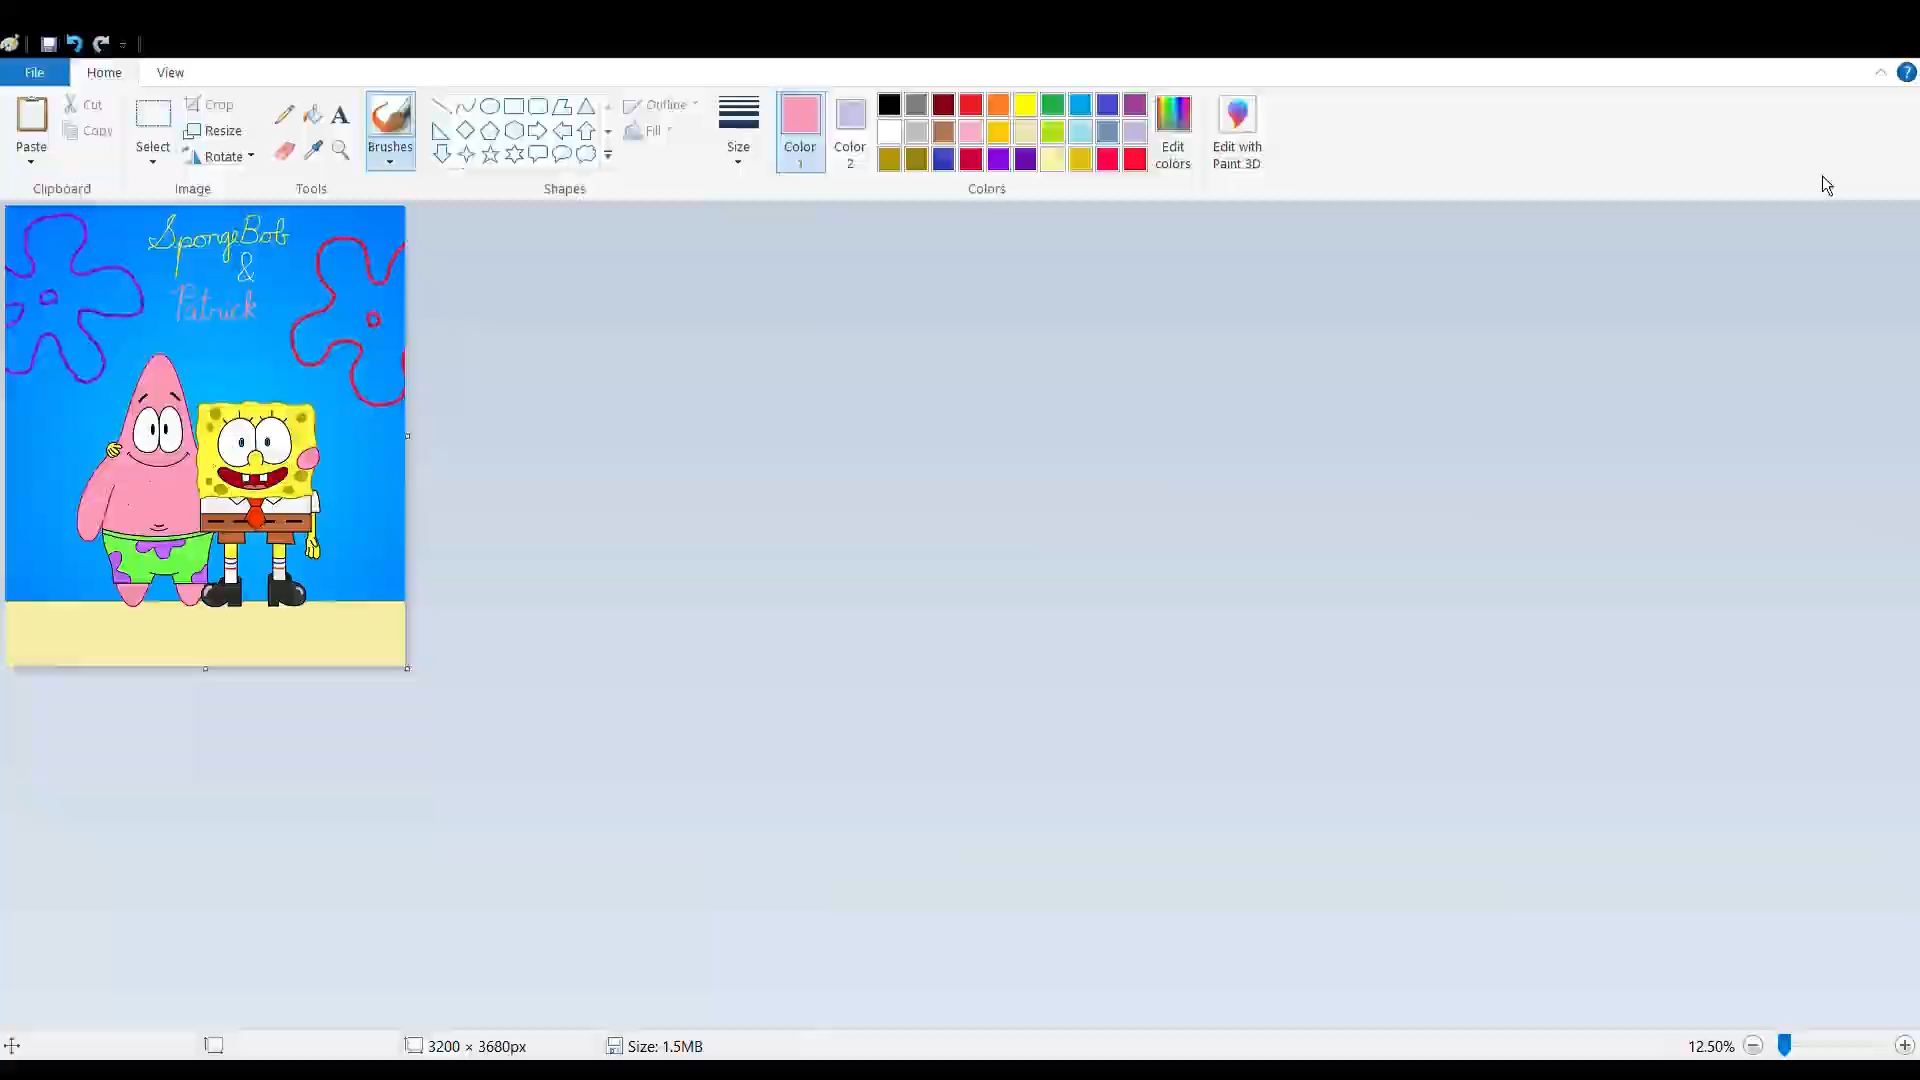 File Home View
Paste
Cut
Copy
Clipboard
Select
Crop
Resize
Rotate
Image
A
Tools
Brushes
Shapes
Outline
Fill
Size
Color 1
Color 2
Colors
Edit colors
Edit with Paint 3D
?
SpongeBob
&
Patrick
3200 × 3680px
Size: 1.5MB
12.50%